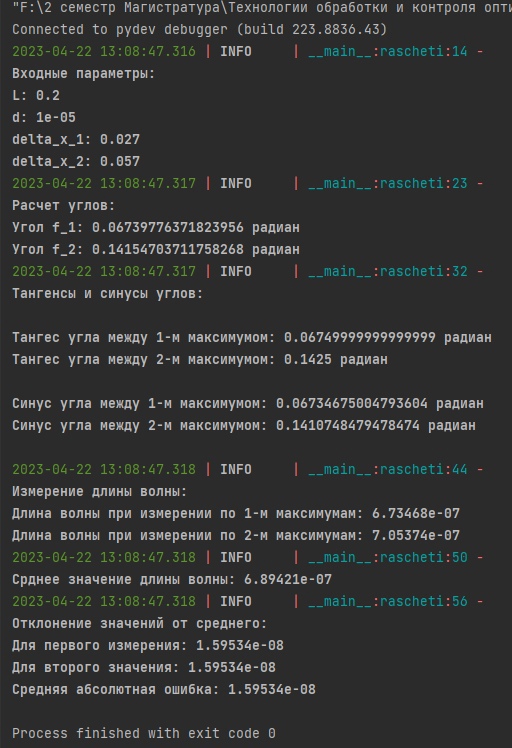 "F:\2 семестр Магистратура\Технологии обработки и контроля опти
Connected to pydev debugger (build 223.8836.43)
2023-04-22 13:08:47.316 | INFO     | __main__:rascheti:14 -
Входные параметры:
L: 0.2
d: 1e-05
delta_x_1: 0.027
delta_x_2: 0.057
2023-04-22 13:08:47.317 | INFO     | __main__:rascheti:23 -
Расчет углов:
Угол f_1: 0.06739776371823956 радиан
Угол f_2: 0.14154703711758268 радиан
2023-04-22 13:08:47.317 | INFO     | __main__:rascheti:32 -
Тангенсы и синусы углов:
Тангес угла между 1-м максимумом: 0.06749999999999999 радиан
Тангес угла между 2-м максимумом: 0.1425 радиан
Синус угла между 1-м максимумом: 0.06734675004793604 радиан
Синус угла между 2-м максимумом: 0.1410748479478474 радиан
2023-04-22 13:08:47.318 | INFO     | __main__:rascheti:44 -
Измерение длины волны:
Длина волны при измерении по 1-м максимумам: 6.73468e-07
Длина волны при измерении по 2-м максимумам: 7.05374e-07
2023-04-22 13:08:47.318 | INFO     | __main__:rascheti:50 -
Срднее значение длины волны: 6.89421e-07
2023-04-22 13:08:47.318 | INFO     | __main__:rascheti:56 -
Отклонение значений от среднего:
Для первого измерения: 1.59534e-08
Для второго значения: 1.59534e-08
Средняя абсолютная ошибка: 1.59534e-08
Process finished with exit code 0